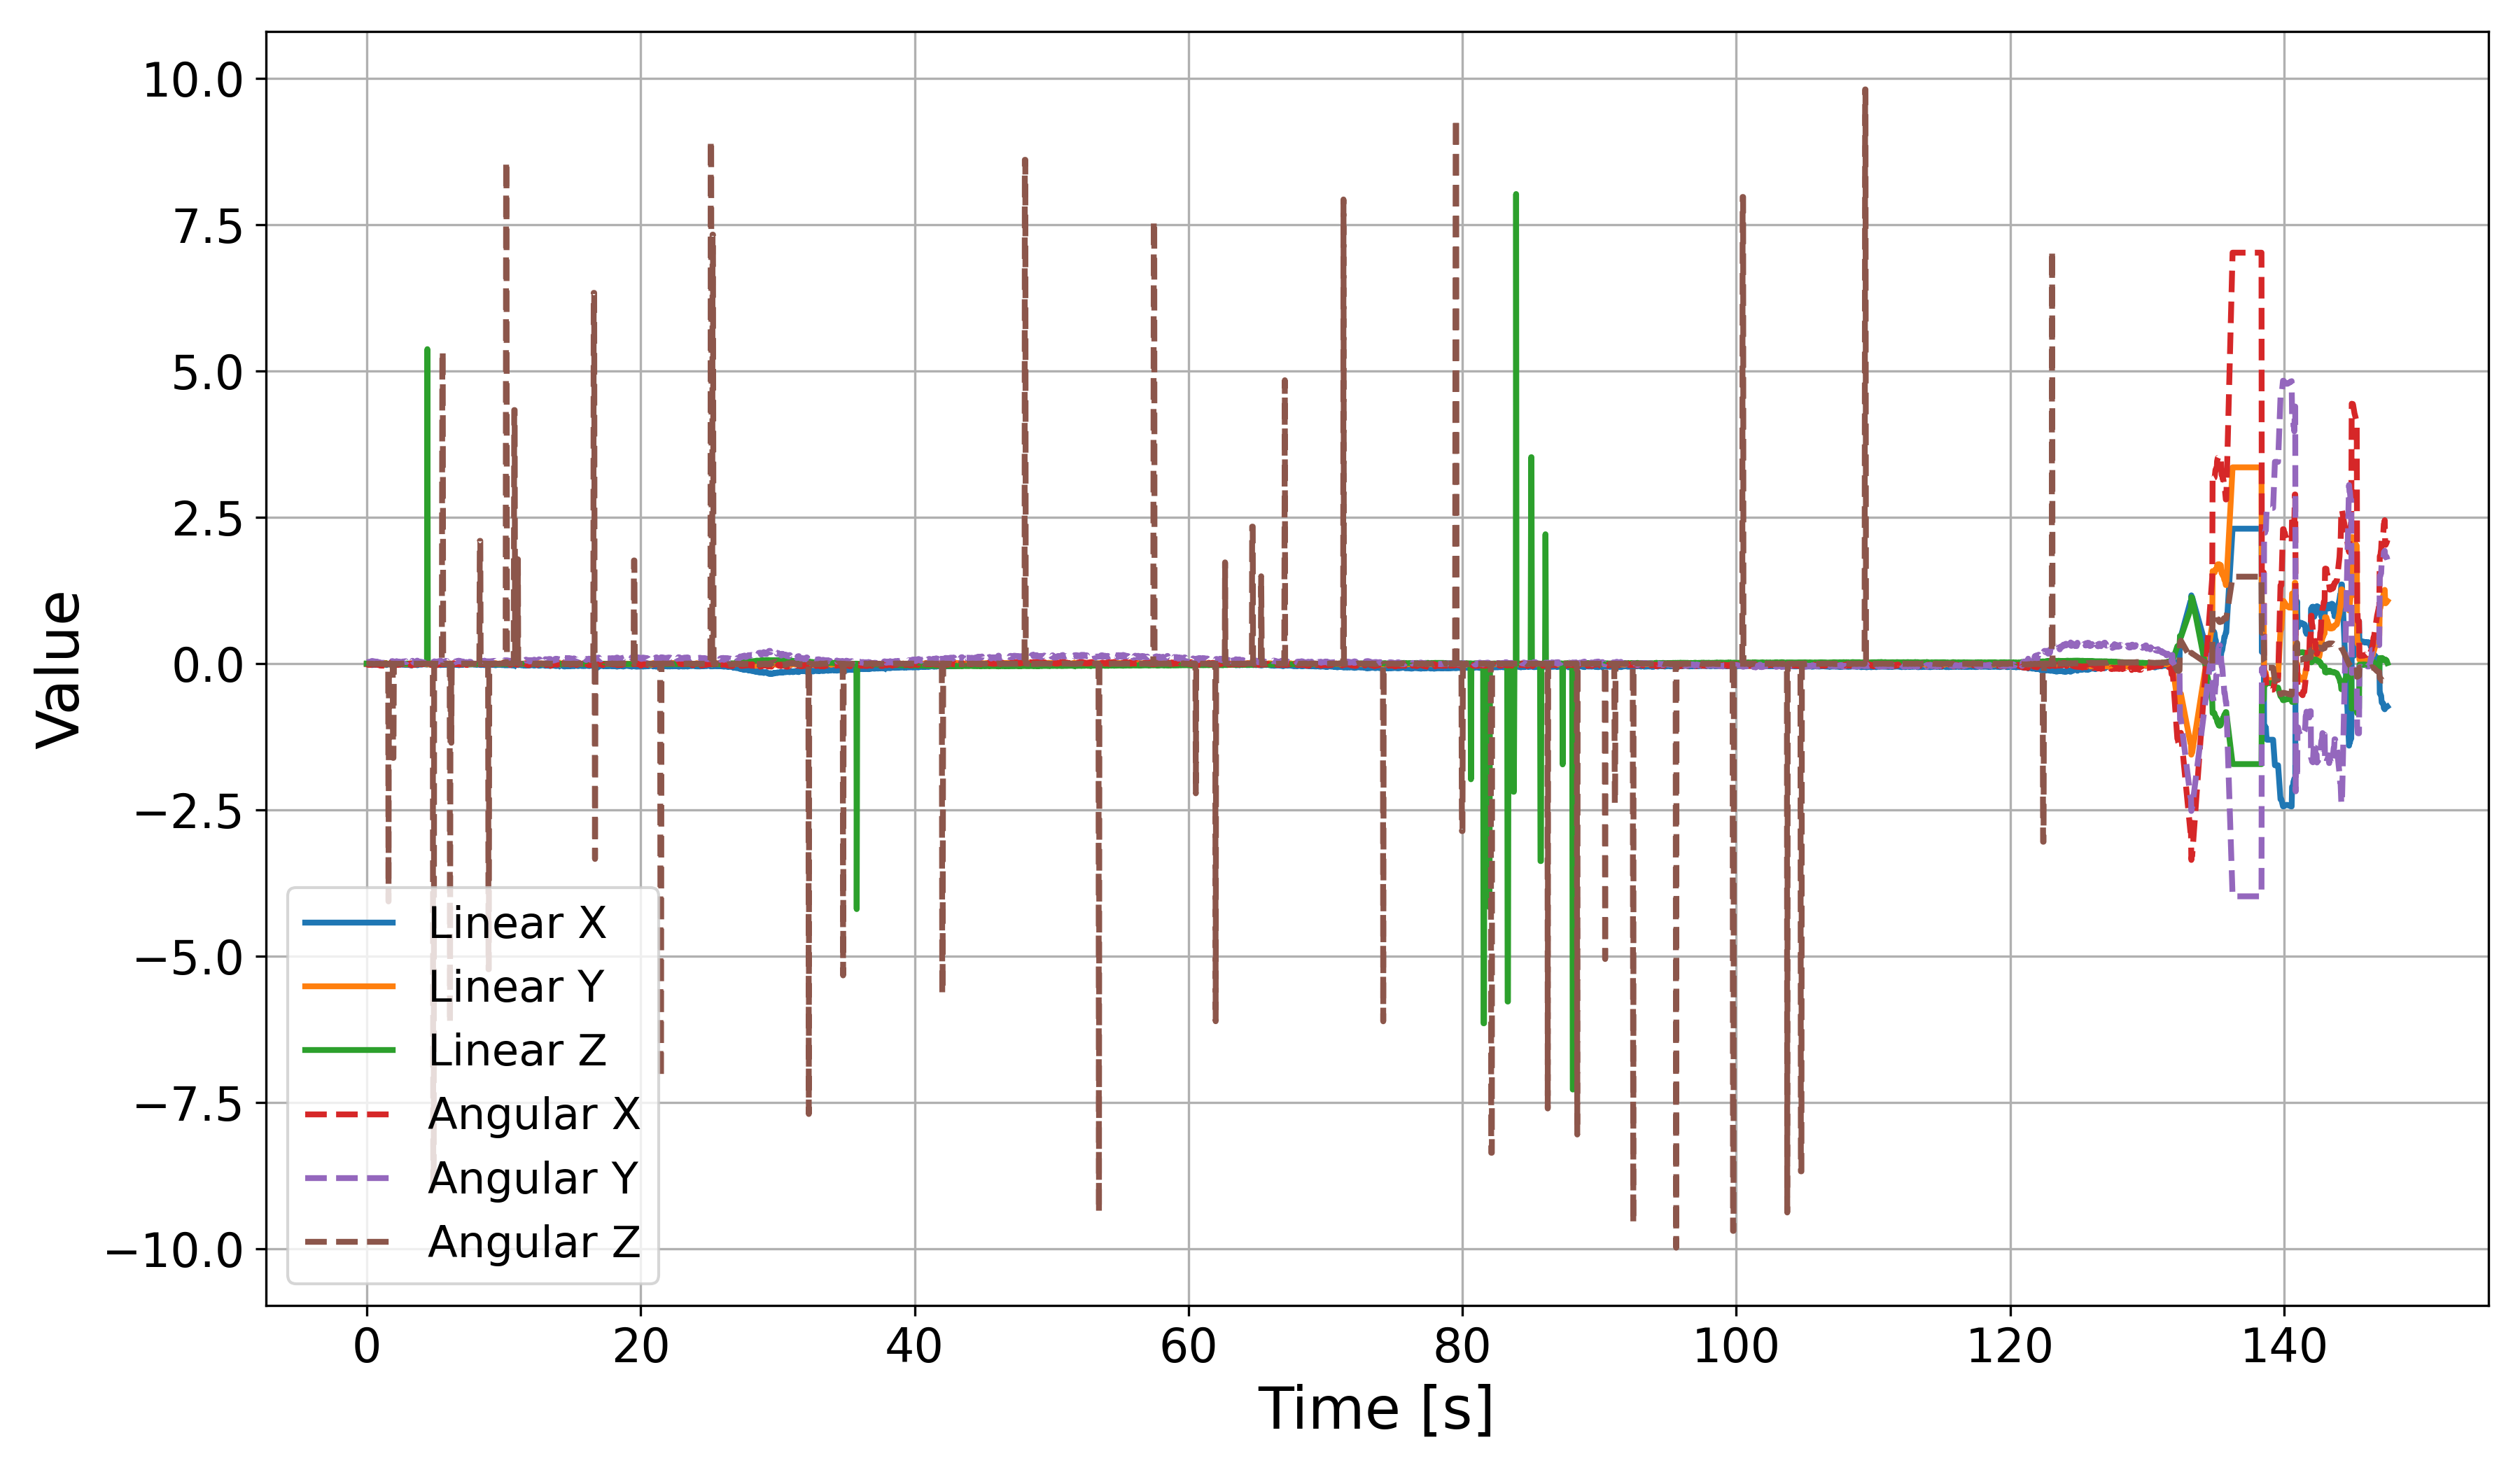 10.0
7.5
5.0
2.5
0.0
−2.5
−5.0
−7.5
−10.0
Value
Linear X
Linear Y
Linear Z
Angular X
Angular Y
Angular Z
0 20 40 60 80 100 120 140
Time [s]